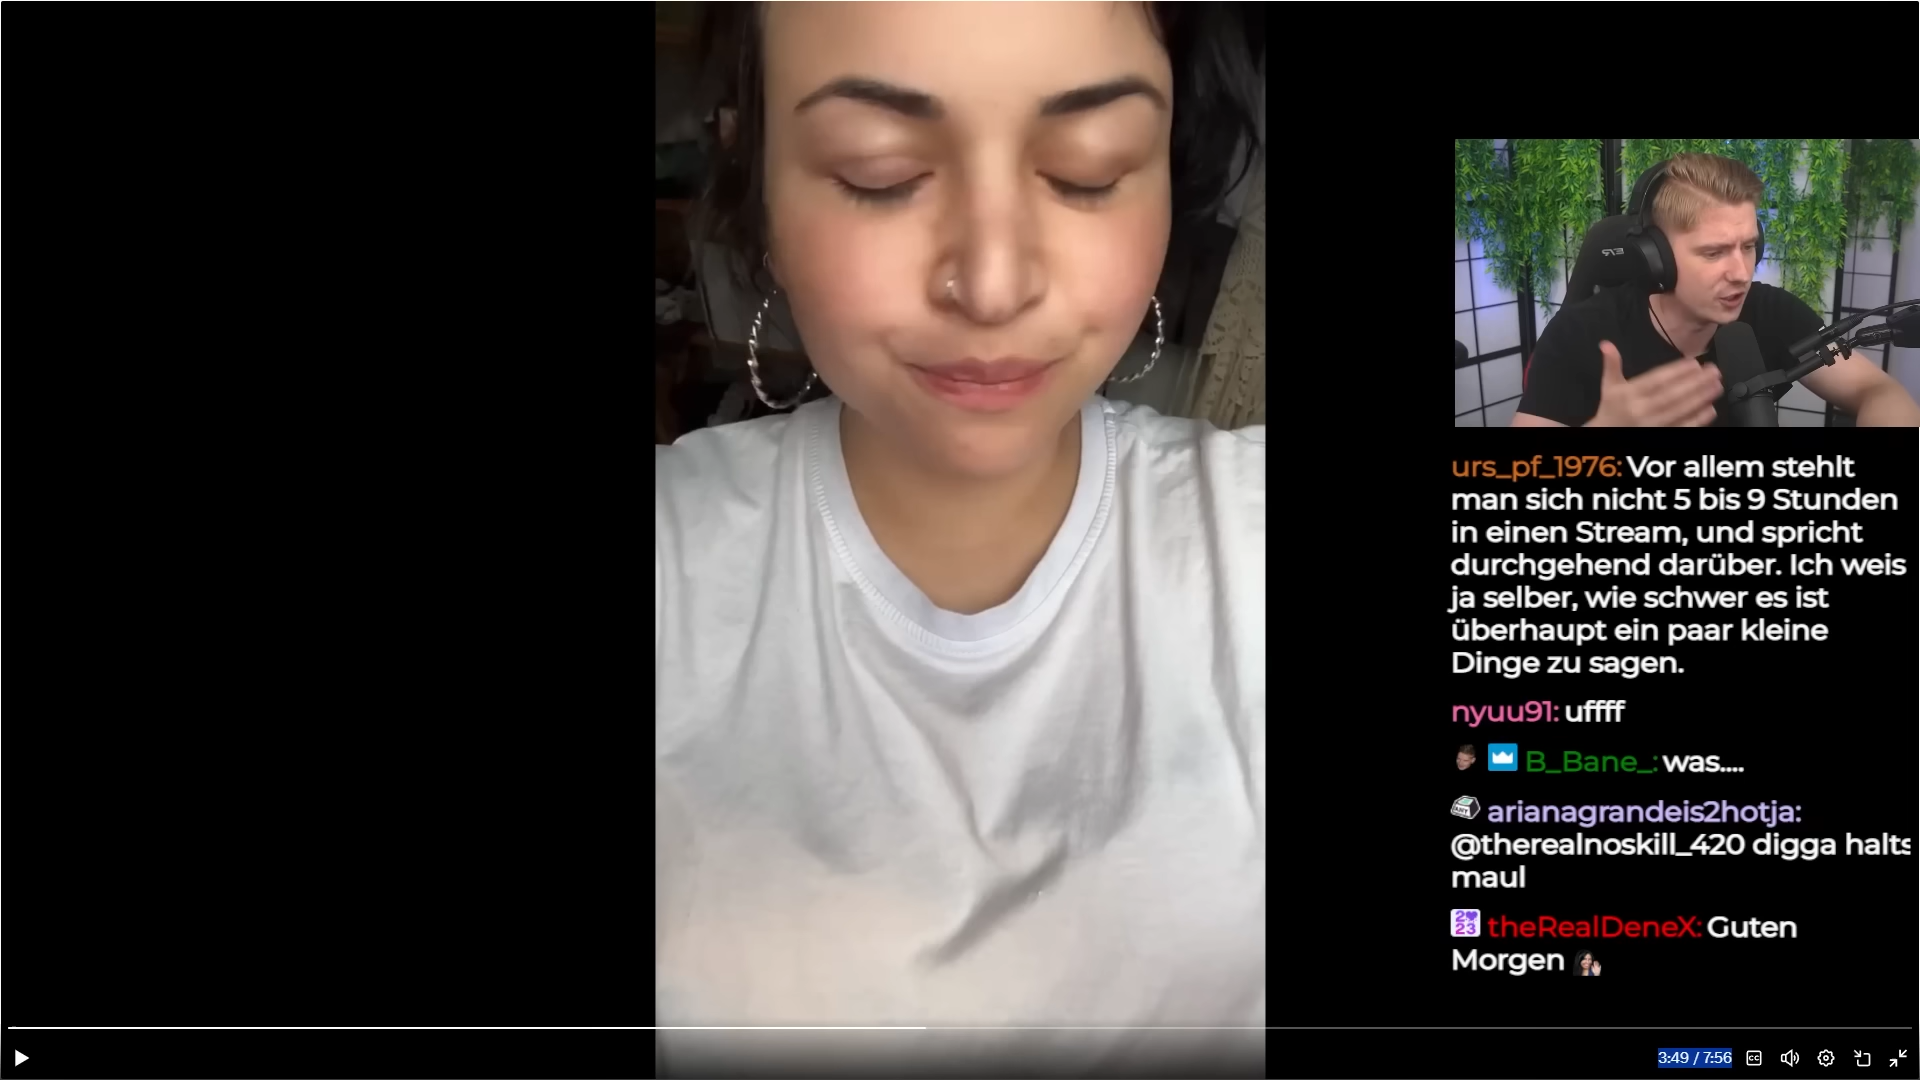 urs_pf_1976: Vor allem stehlt
man sich nicht 5 bis 9 Stunden
in einen Stream, und spricht
durchgehend darüber. Ich weis
ja selber, wie schwer es ist
überhaupt ein paar kleine
Dinge zu sagen.
nyuu91: uffff
B_Bane_: was....
arianagrandeis2hotja:
@therealnoskill_420 digga halts
maul
2023 theRealDeneX: Guten
Morgen
3:49 / 7:56
CC